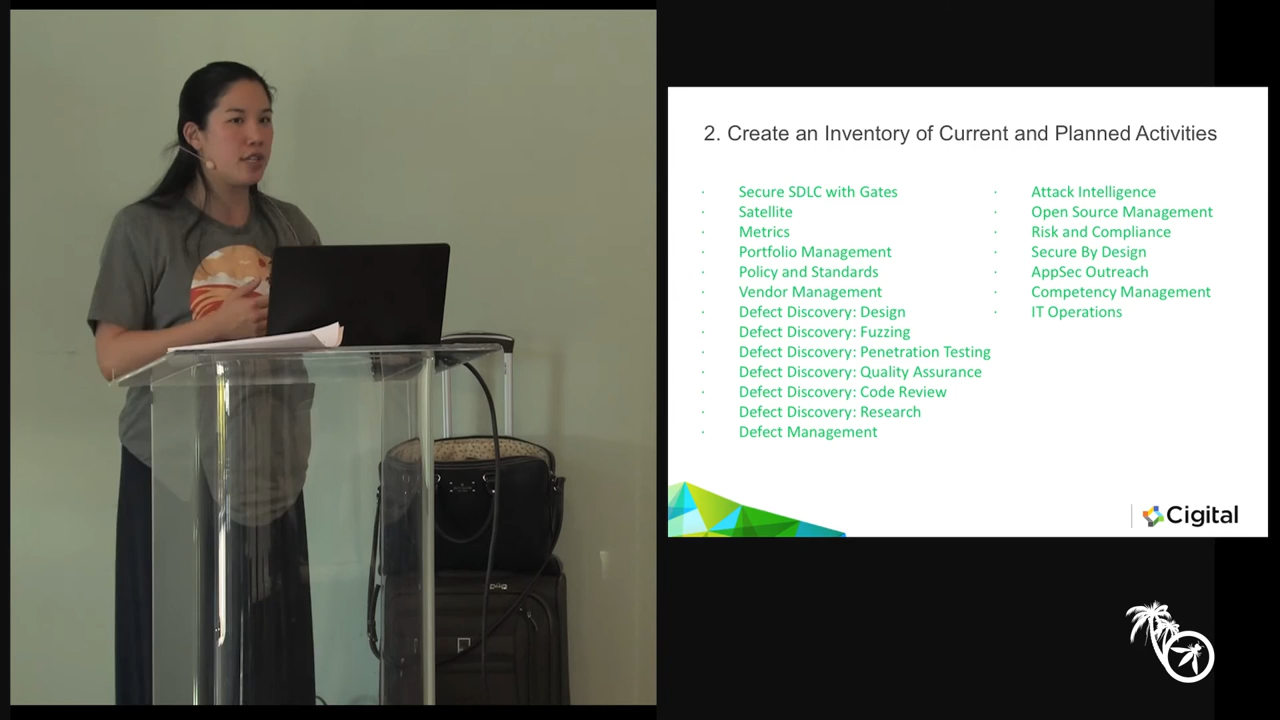 2. Create an Inventory of Current and Planned Activities
· Secure SDLC with Gates
· Satellite
· Metrics
· Portfolio Management
· Policy and Standards
· Vendor Management
· Defect Discovery: Design
· Defect Discovery: Fuzzing
· Defect Discovery: Penetration Testing
· Defect Discovery: Quality Assurance
· Defect Discovery: Code Review
· Defect Discovery: Research
· Defect Management
· Attack Intelligence
· Open Source Management
· Risk and Compliance
· Secure By Design
· AppSec Outreach
· Competency Management
· IT Operations
Cigital